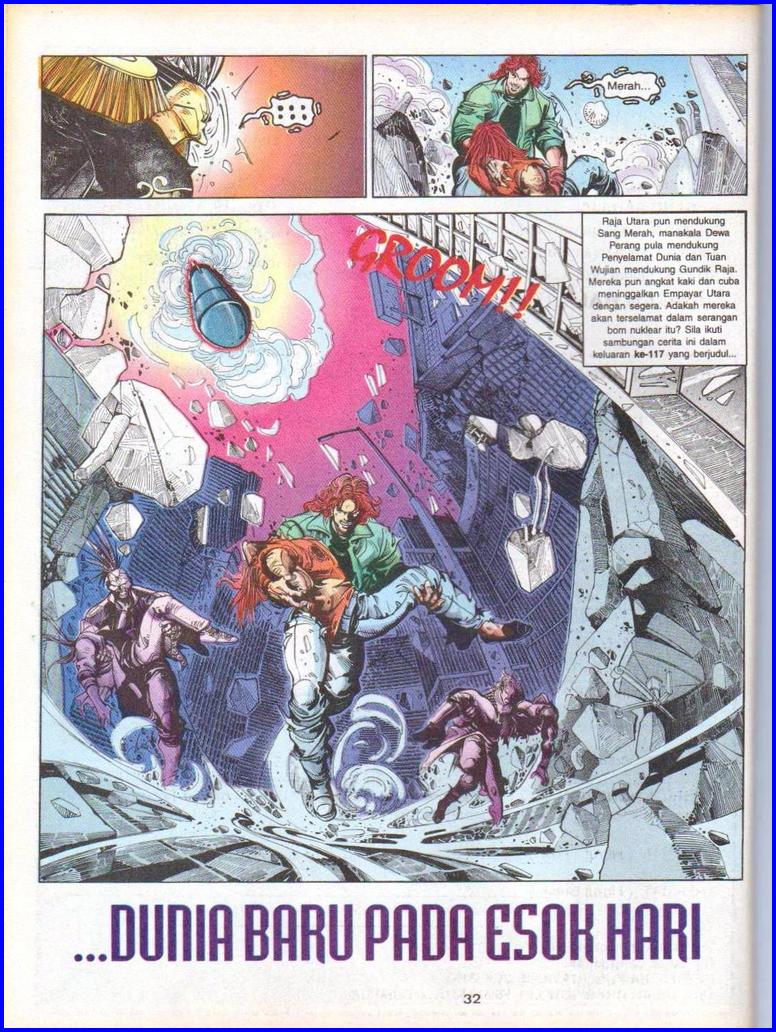 Merah...
GROOM!!
Raja Utara pun mendukung
Sang Merah, manakala Dewa
Perang pula mendukung
Penyelamat Dunia dan Tuan
Wujian mendukung Gundik Raja.
Mereka pun angkat kaki dan cuba
meninggalkan Empayar Utara
dengan segera. Adakah mereka
akan terselamat dalam serangan
bom nuklear itu? Sila ikuti
sambungan cerita ini dalam
keluaran ke-117 yang berjudul...
...DUNIA BARU PADA ESOK HARI
32